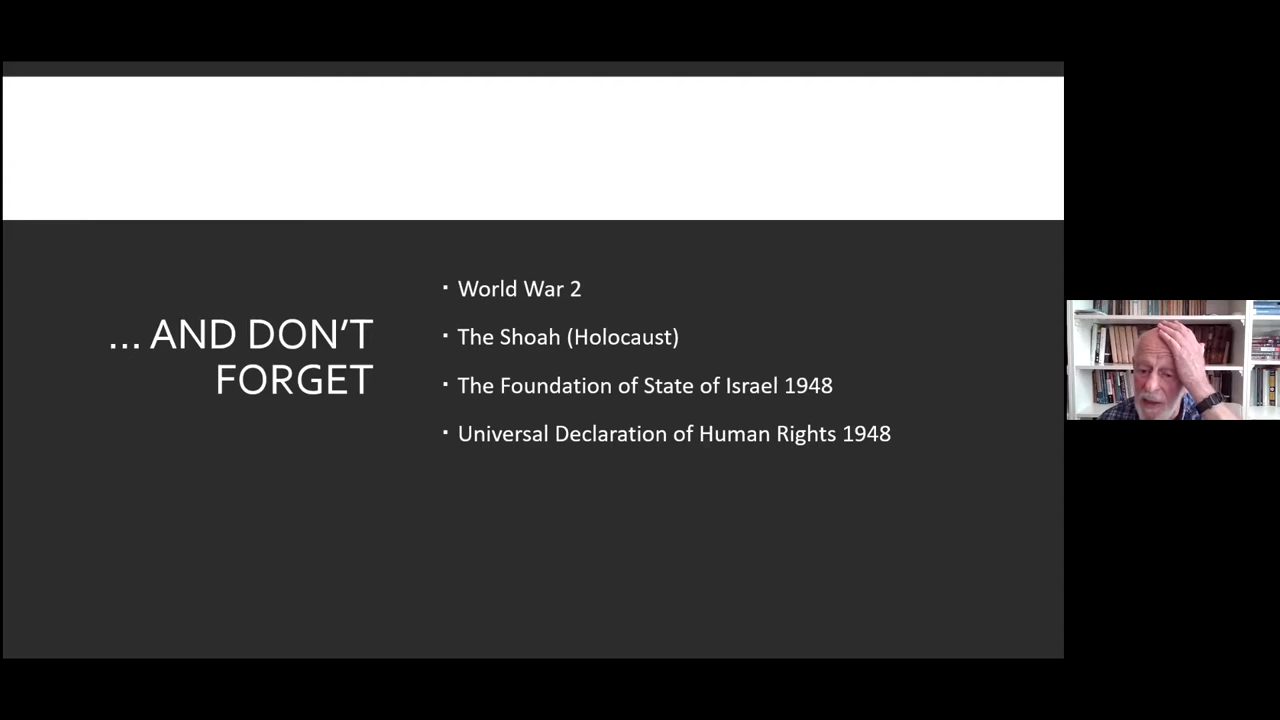 … AND DON’T
FORGET
▪ World War 2
▪ The Shoah (Holocaust)
▪ The Foundation of State of Israel 1948
▪ Universal Declaration of Human Rights 1948